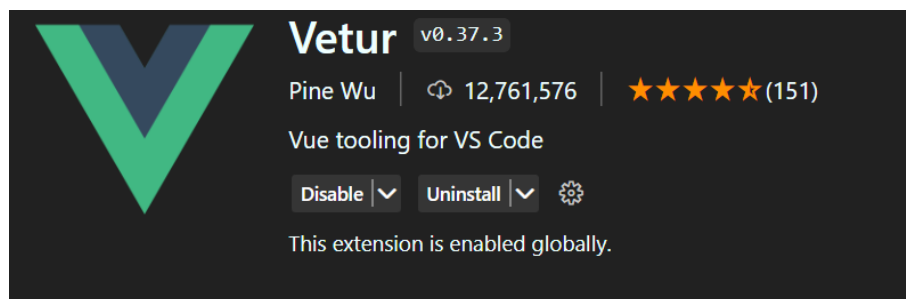 Vetur v0.37.3
Pine Wu 12,761,576 (151)
Vue tooling for VS Code
Disable Uninstall
This extension is enabled globally.